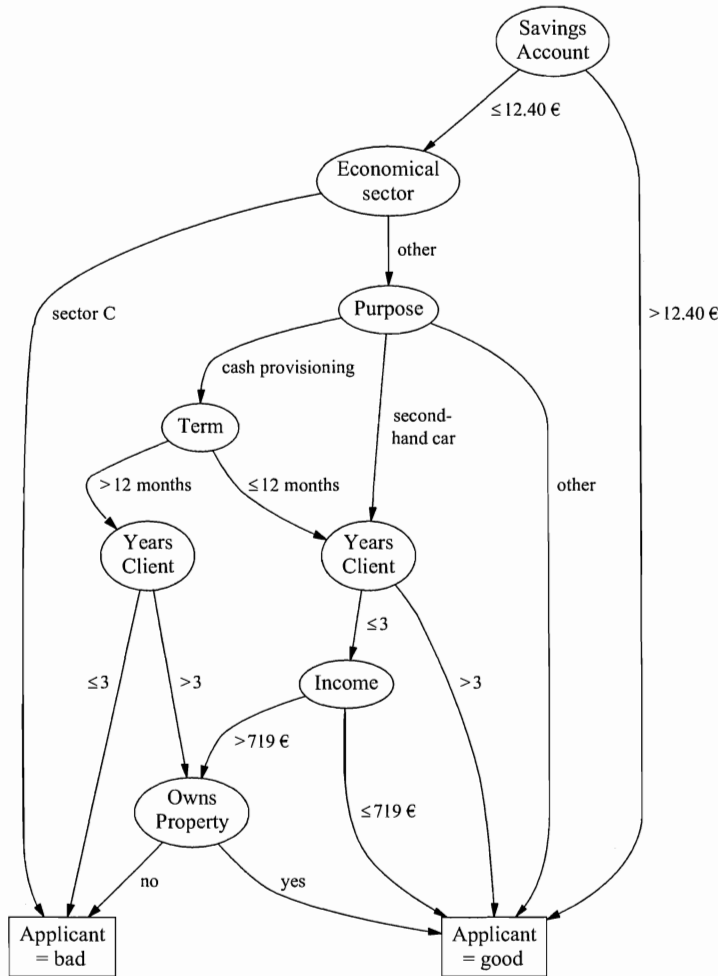 Savings
Account
≤12.40 €
Economical
sector
other
sector C
Purpose
>12.40 €
cash provisioning
second-
hand car
Term
>12 months
≤12 months
other
Years
Client
Years
Client
≤3
≤3
>3
Income
>3
>719 €
Owns
Property
≤719 €
no
yes
Applicant
= bad
Applicant
= good